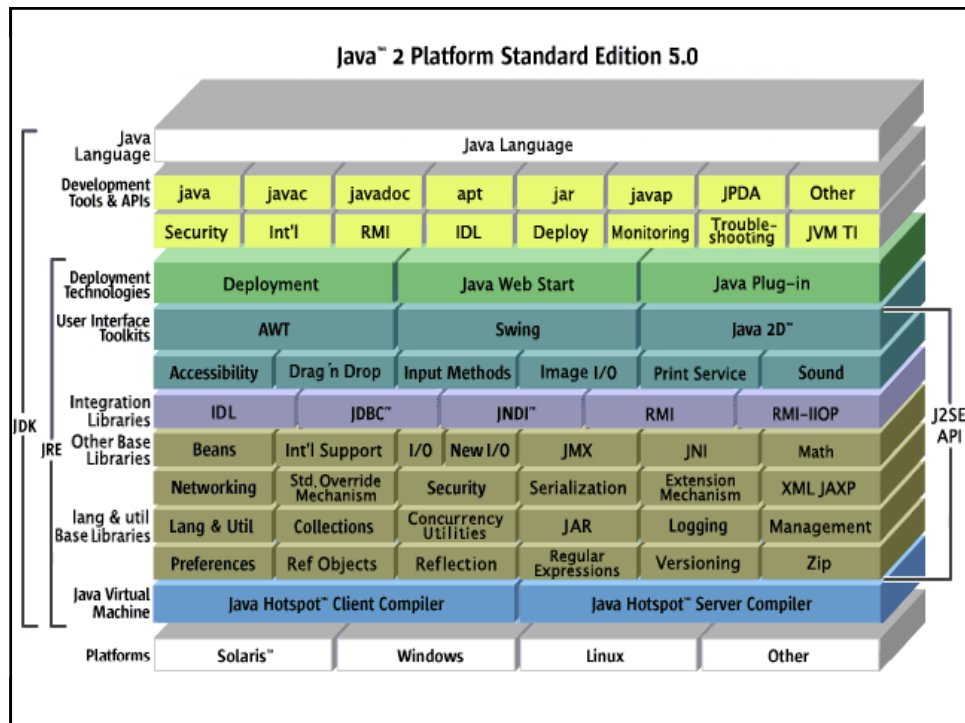 Java™ 2 Platform Standard Edition 5.0
Java
Language
Java Language
Development
Tools & APIs
java javac javadoc apt jar javap JPDA Other
Security Int'l RMI IDL Deploy Monitoring Trouble-
shooting JVM TI
Deployment
Technologies
Deployment Java Web Start Java Plug-in
User Interface
Toolkits
AWT Swing Java 2D™
Accessibility Drag 'n Drop Input Methods Image I/O Print Service Sound
Integration
Libraries
IDL JDBC™ JNDI™ RMI RMI-IIOP
JDK
JRE
J2SE
API
Other Base
Libraries
Beans Int'l Support I/O New I/O JMX JNI Math
Networking Std. Override
Mechanism Security Serialization Extension
Mechanism XML JAXP
lang & util
Base Libraries
Lang & Util Collections Concurrency
Utilities JAR Logging Management
Preferences Ref Objects Reflection Regular
Expressions Versioning Zip
Java Virtual
Machine
Java Hotspot™ Client Compiler Java Hotspot™ Server Compiler
Platforms
Solaris™ Windows Linux Other